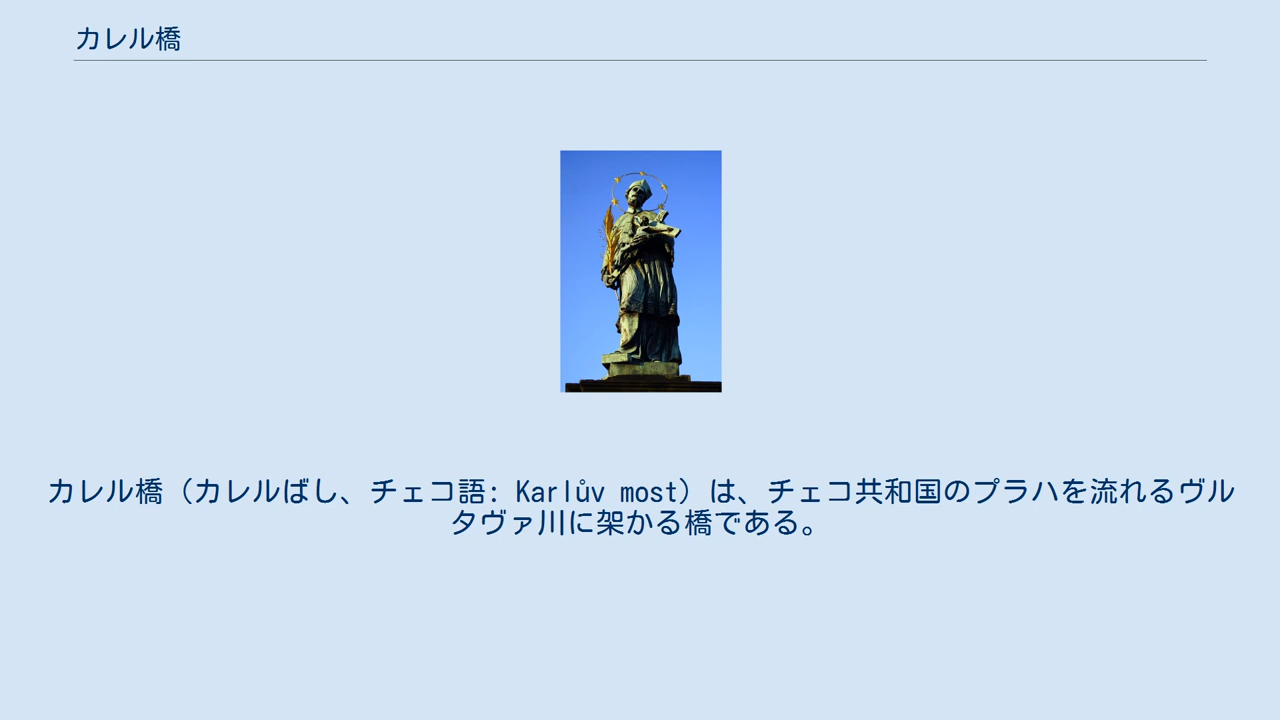 カレル橋
カレル橋（カレルばし、チェコ語: Karlův most）は、チェコ共和国のプラハを流れるヴル
タヴァ川に架かる橋である。